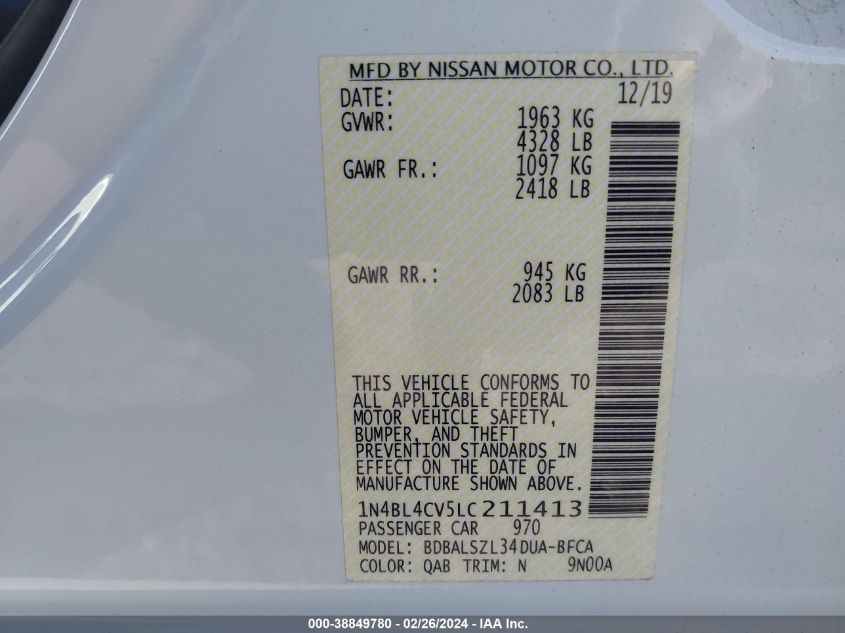 MFD BY NISSAN MOTOR CO., LTD.
DATE: 12/19
GVWR: 1963 KG
4328 LB
GAWR FR.: 1097 KG
2418 LB
GAWR RR.: 945 KG
2083 LB
THIS VEHICLE CONFORMS TO
ALL APPLICABLE FEDERAL
MOTOR VEHICLE SAFETY,
BUMPER, AND THEFT
PREVENTION STANDARDS IN
EFFECT ON THE DATE OF
MANUFACTURE SHOWN ABOVE.
1N4BL4CV5LC211413
PASSENGER CAR 970
MODEL: BDBALSZL34DUA-BFCA
COLOR: QAB TRIM: N 9N00A
000-38849780 - 02/26/2024 - IAA Inc.